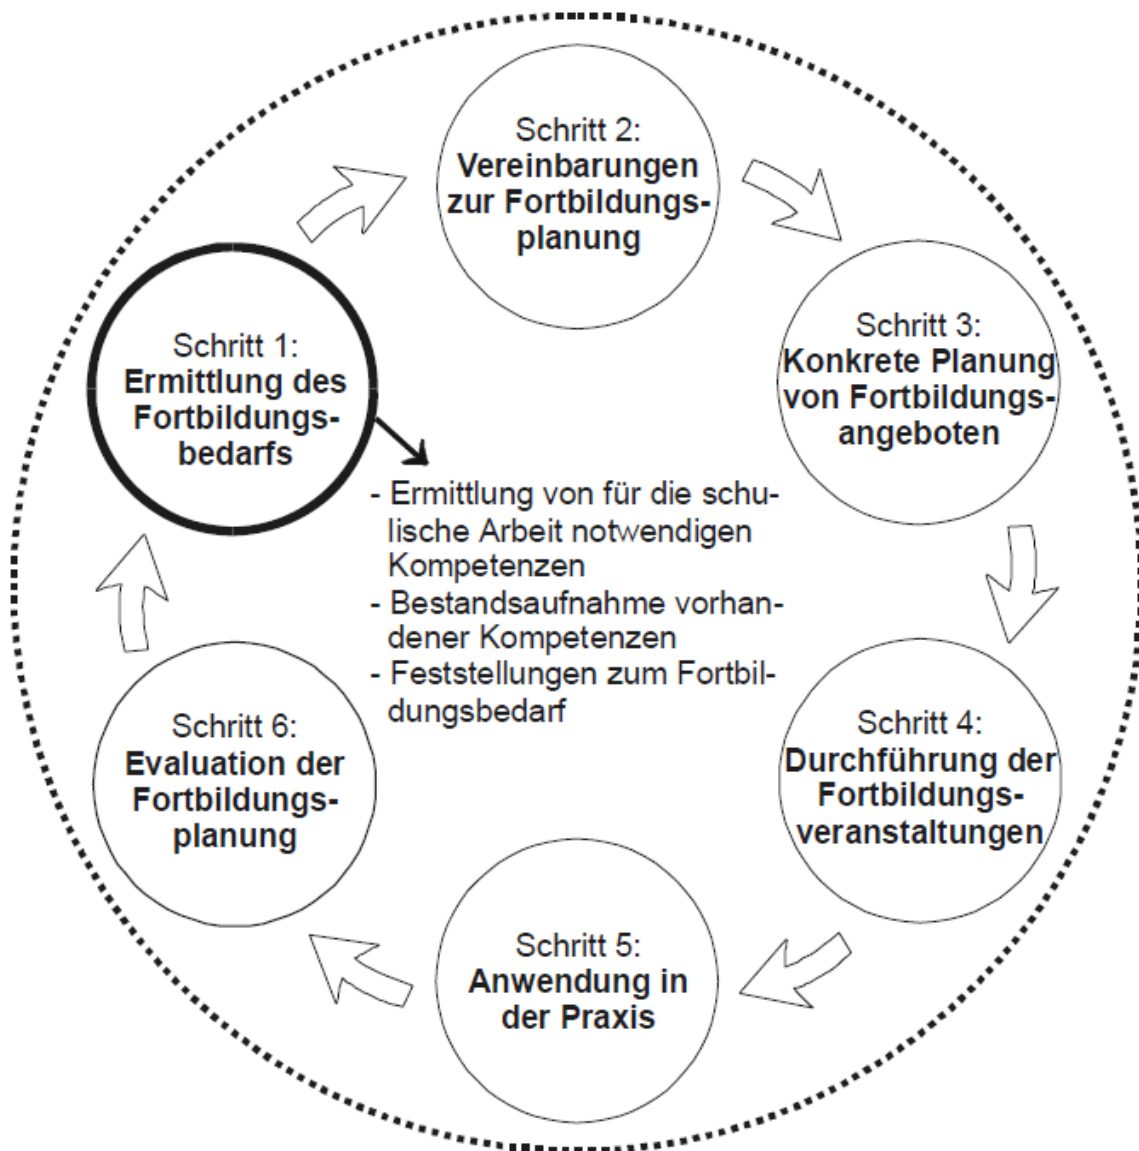 Schritt 1:
Ermittlung des
Fortbildungs-
bedarfs
- Ermittlung von für die schu-
lische Arbeit notwendigen
Kompetenzen
- Bestandsaufnahme vorhan-
dener Kompetenzen
- Feststellungen zum Fortbil-
dungsbedarf
Schritt 2:
Vereinbarungen
zur Fortbildungs-
planung
Schritt 3:
Konkrete Planung
von Fortbildungs-
angeboten
Schritt 4:
Durchführung der
Fortbildungs-
veranstaltungen
Schritt 5:
Anwendung in
der Praxis
Schritt 6:
Evaluation der
Fortbildungs-
planung